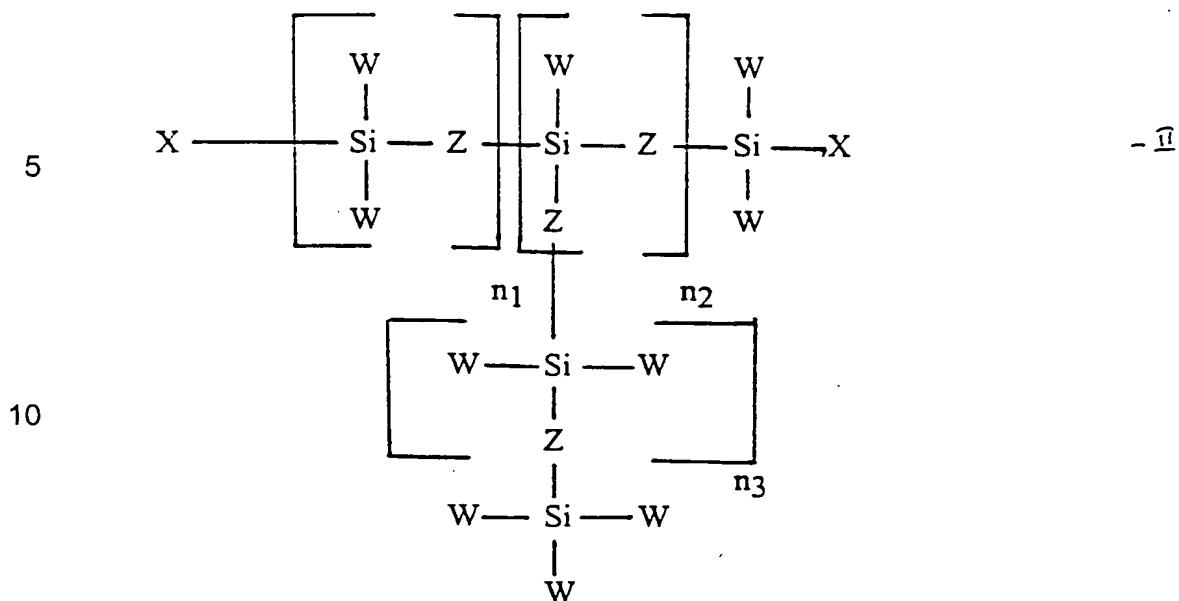 W W W
X Si Z Si Z Si X - II
5
W Z W
n1 n2
W Si W
10
Z
n3
W Si W
W